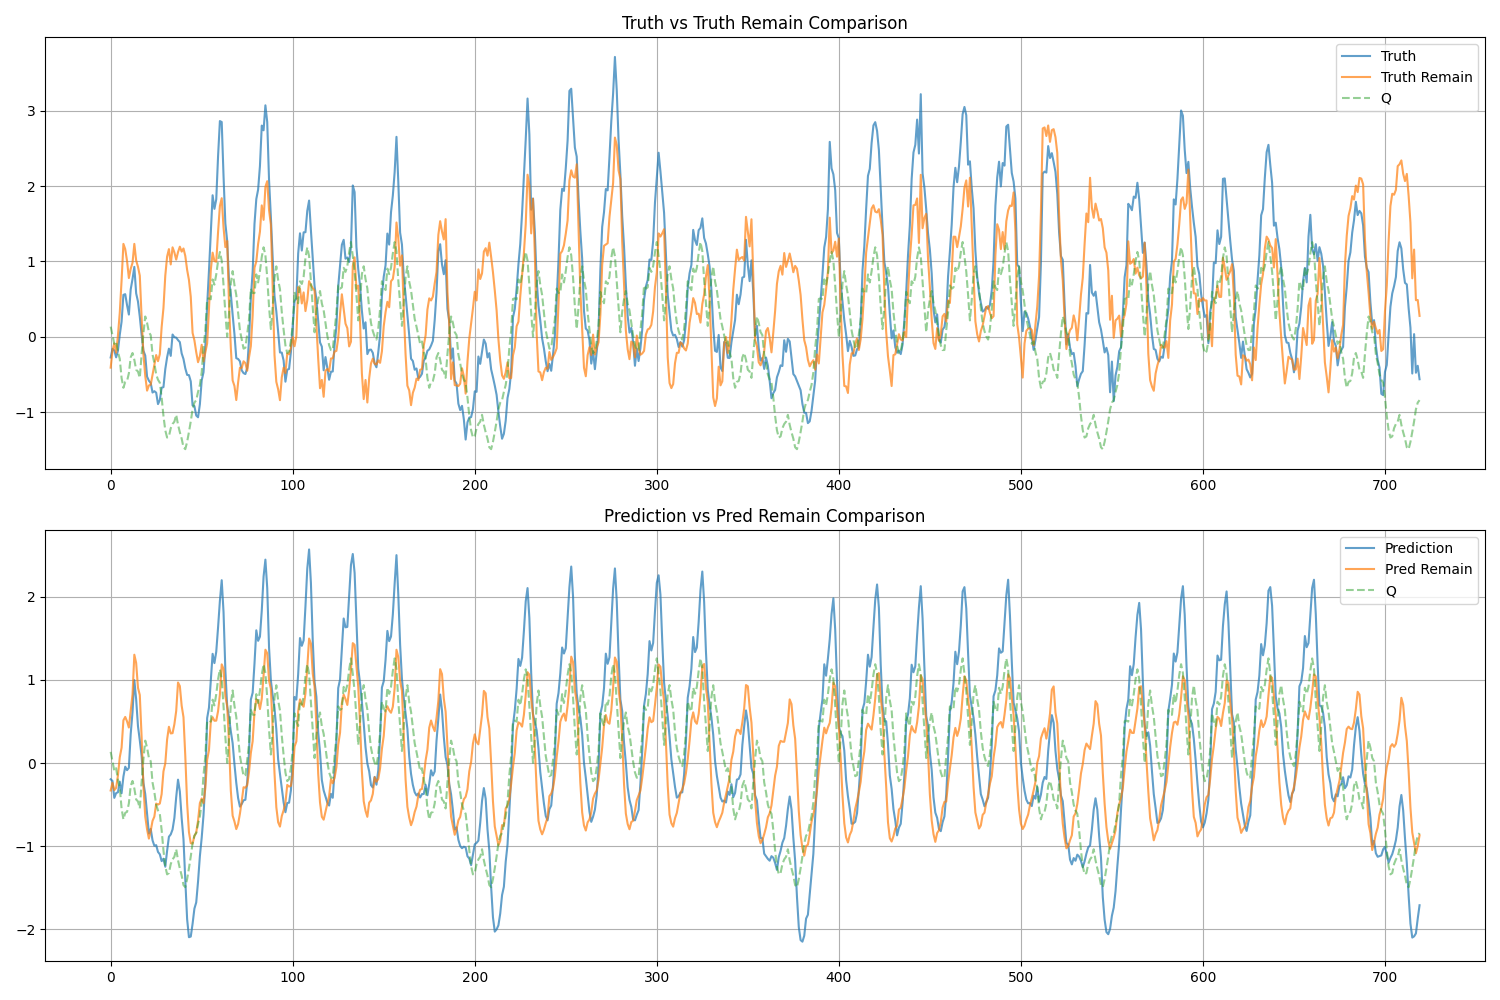 Truth vs Truth Remain Comparison
Truth
Truth Remain
Q
3
2
1
0
−1
0 100 200 300 400 500 600 700
Prediction vs Pred Remain Comparison
Prediction
Pred Remain
Q
2
1
0
−1
−2
0 100 200 300 400 500 600 700